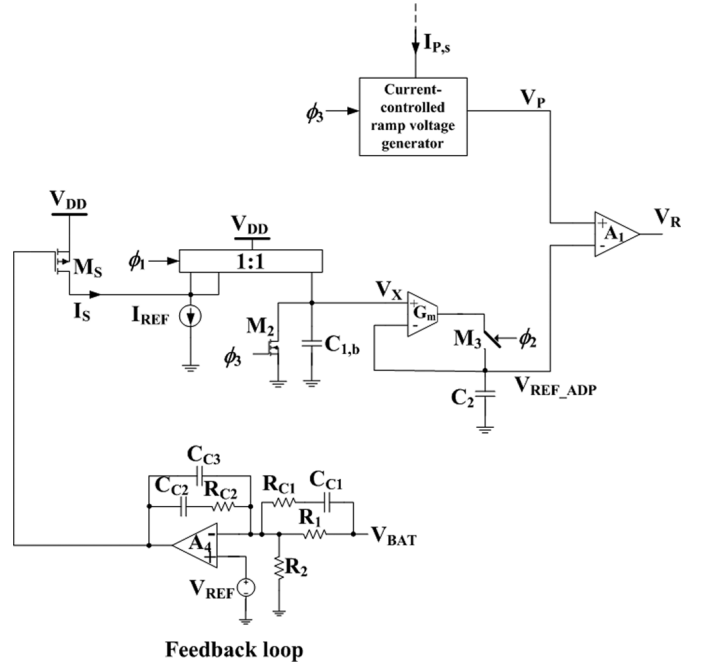 I_P,s
Current-
controlled
ramp voltage
generator
ϕ3
V_P
+
A_1
-
V_R
V_DD
M_S
I_S
V_DD
ϕ1
1:1
I_REF
M_2
ϕ3
C_1,b
V_X
+
G_m
-
M_3
ϕ2
C_2
V_REF_ADP
C_C3
C_C2
R_C2
R_C1
C_C1
R_1
V_BAT
-
A_4
+
R_2
V_REF
+
-
Feedback loop